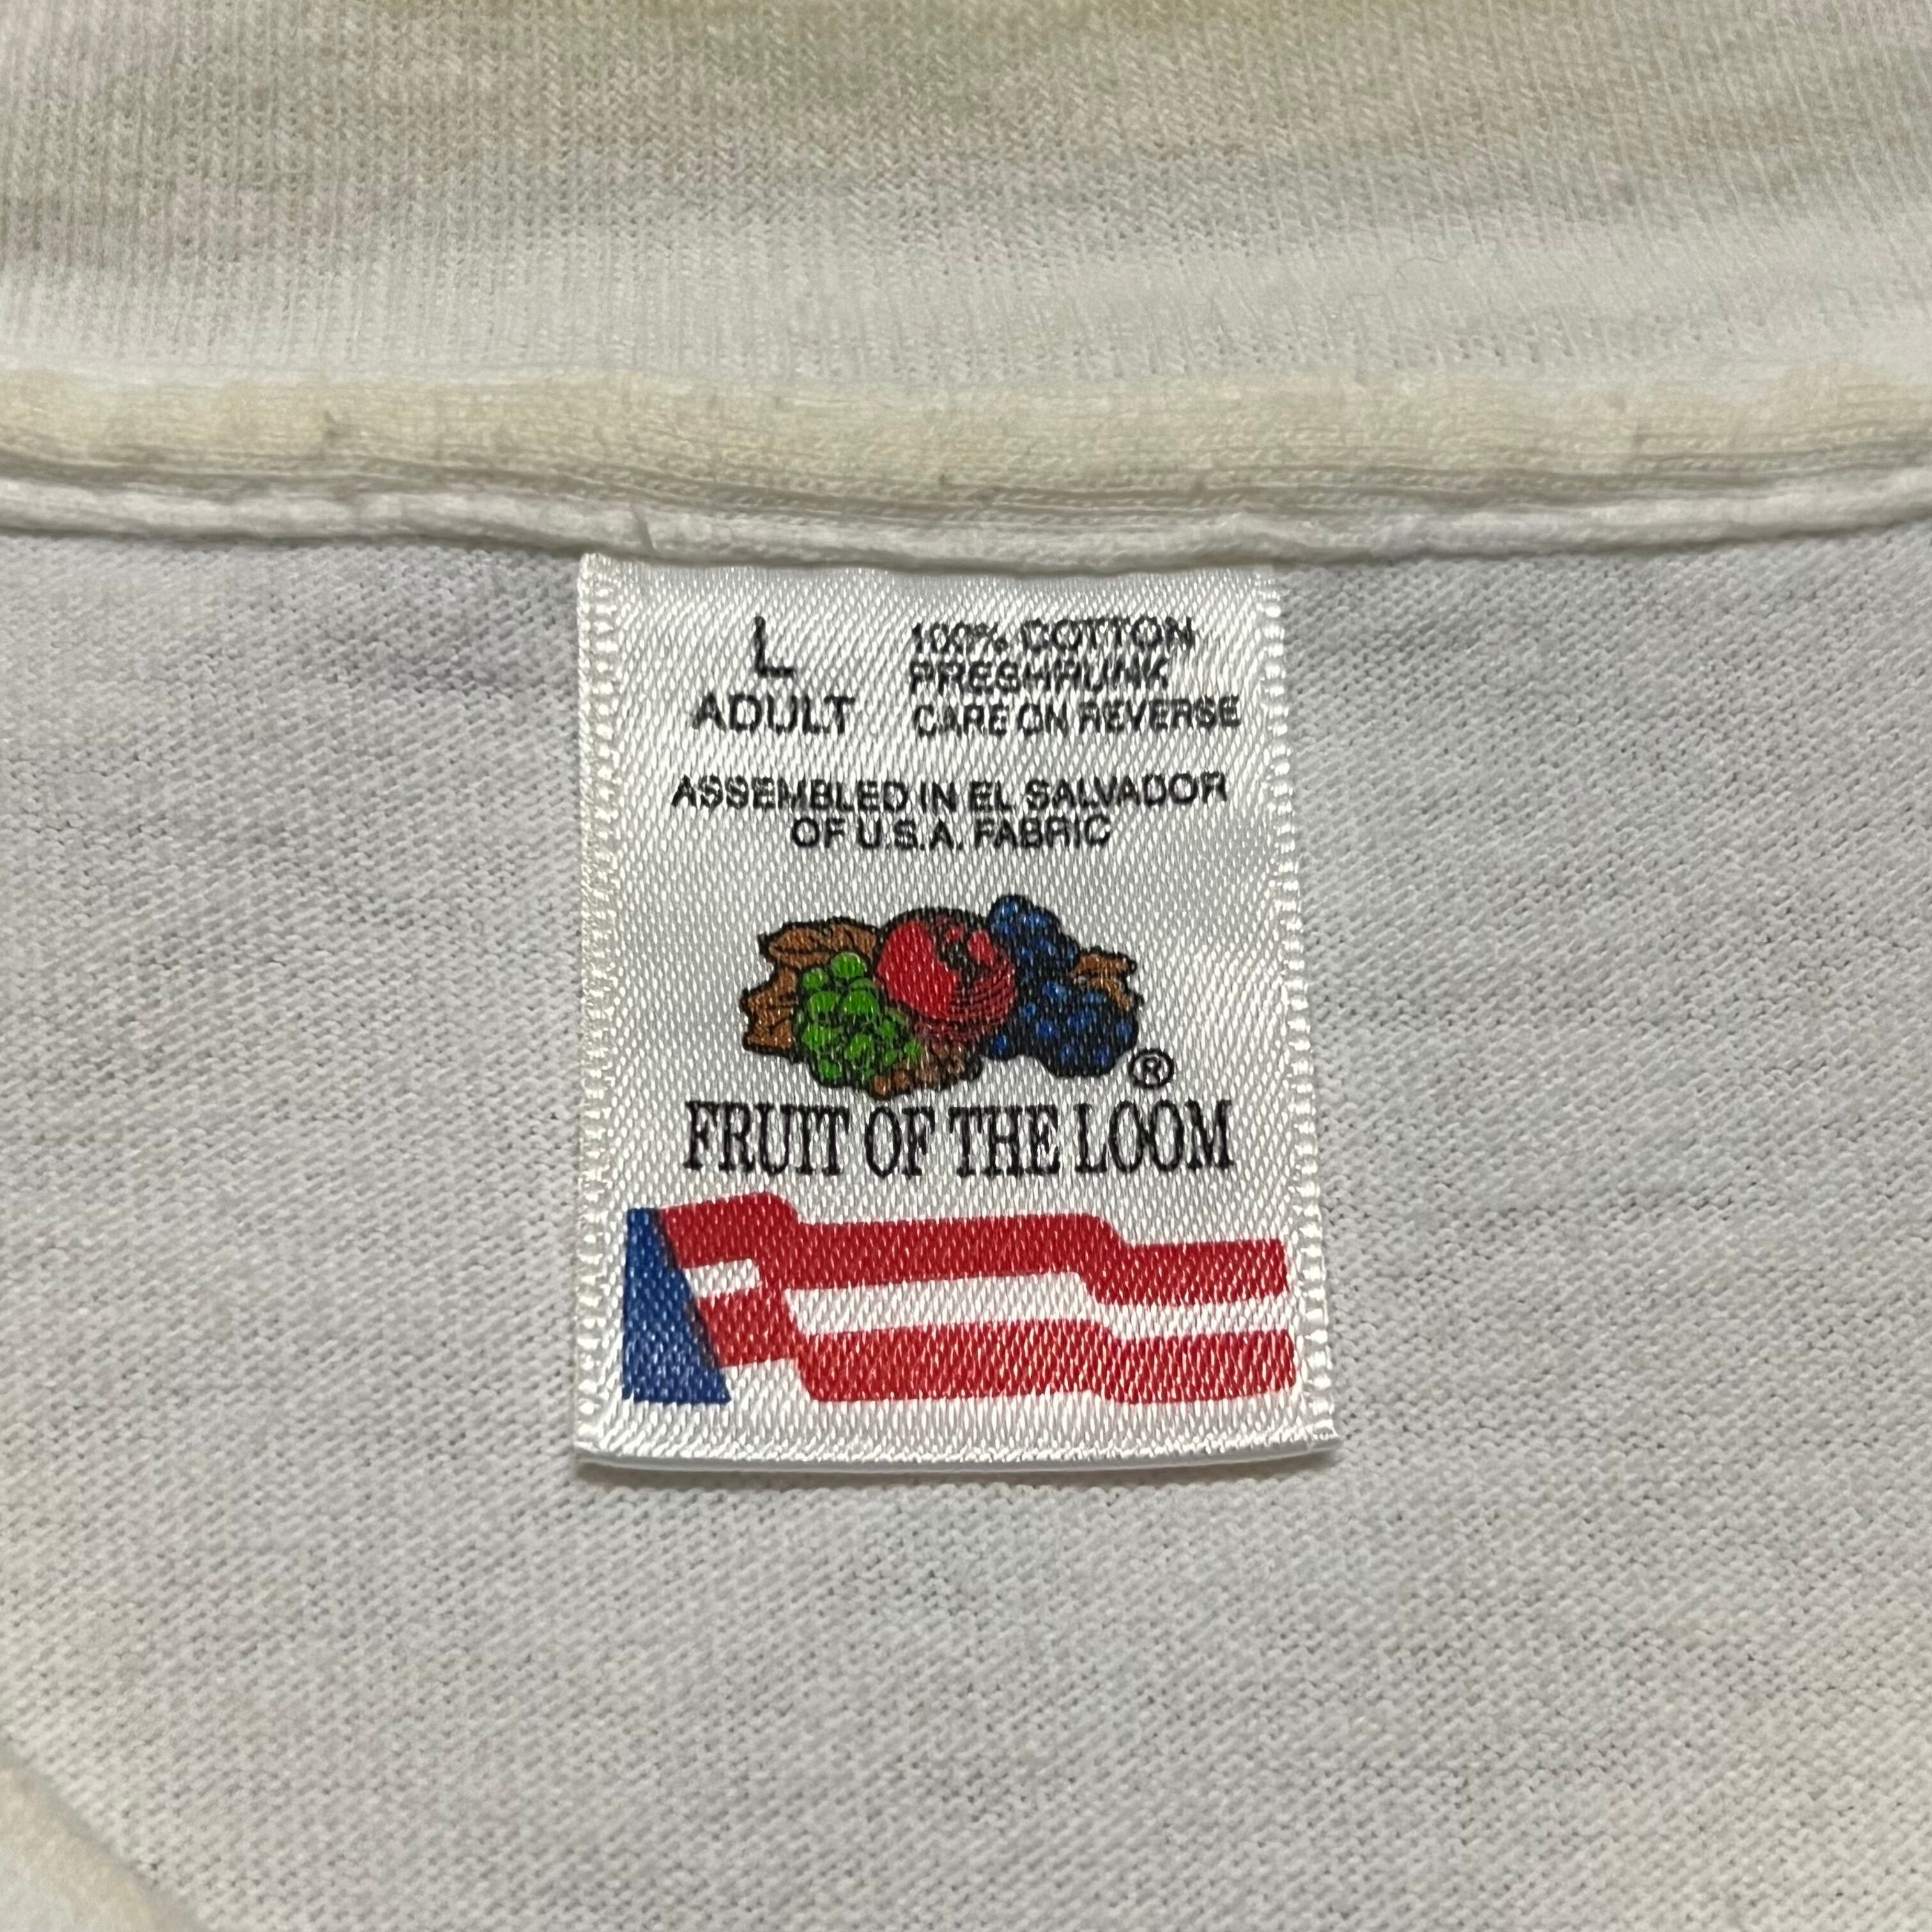 L
ADULT
100% COTTON
PRESHRUNK
CARE ON REVERSE
ASSEMBLED IN EL SALVADOR
OF U.S.A. FABRIC
®
FRUIT OF THE LOOM